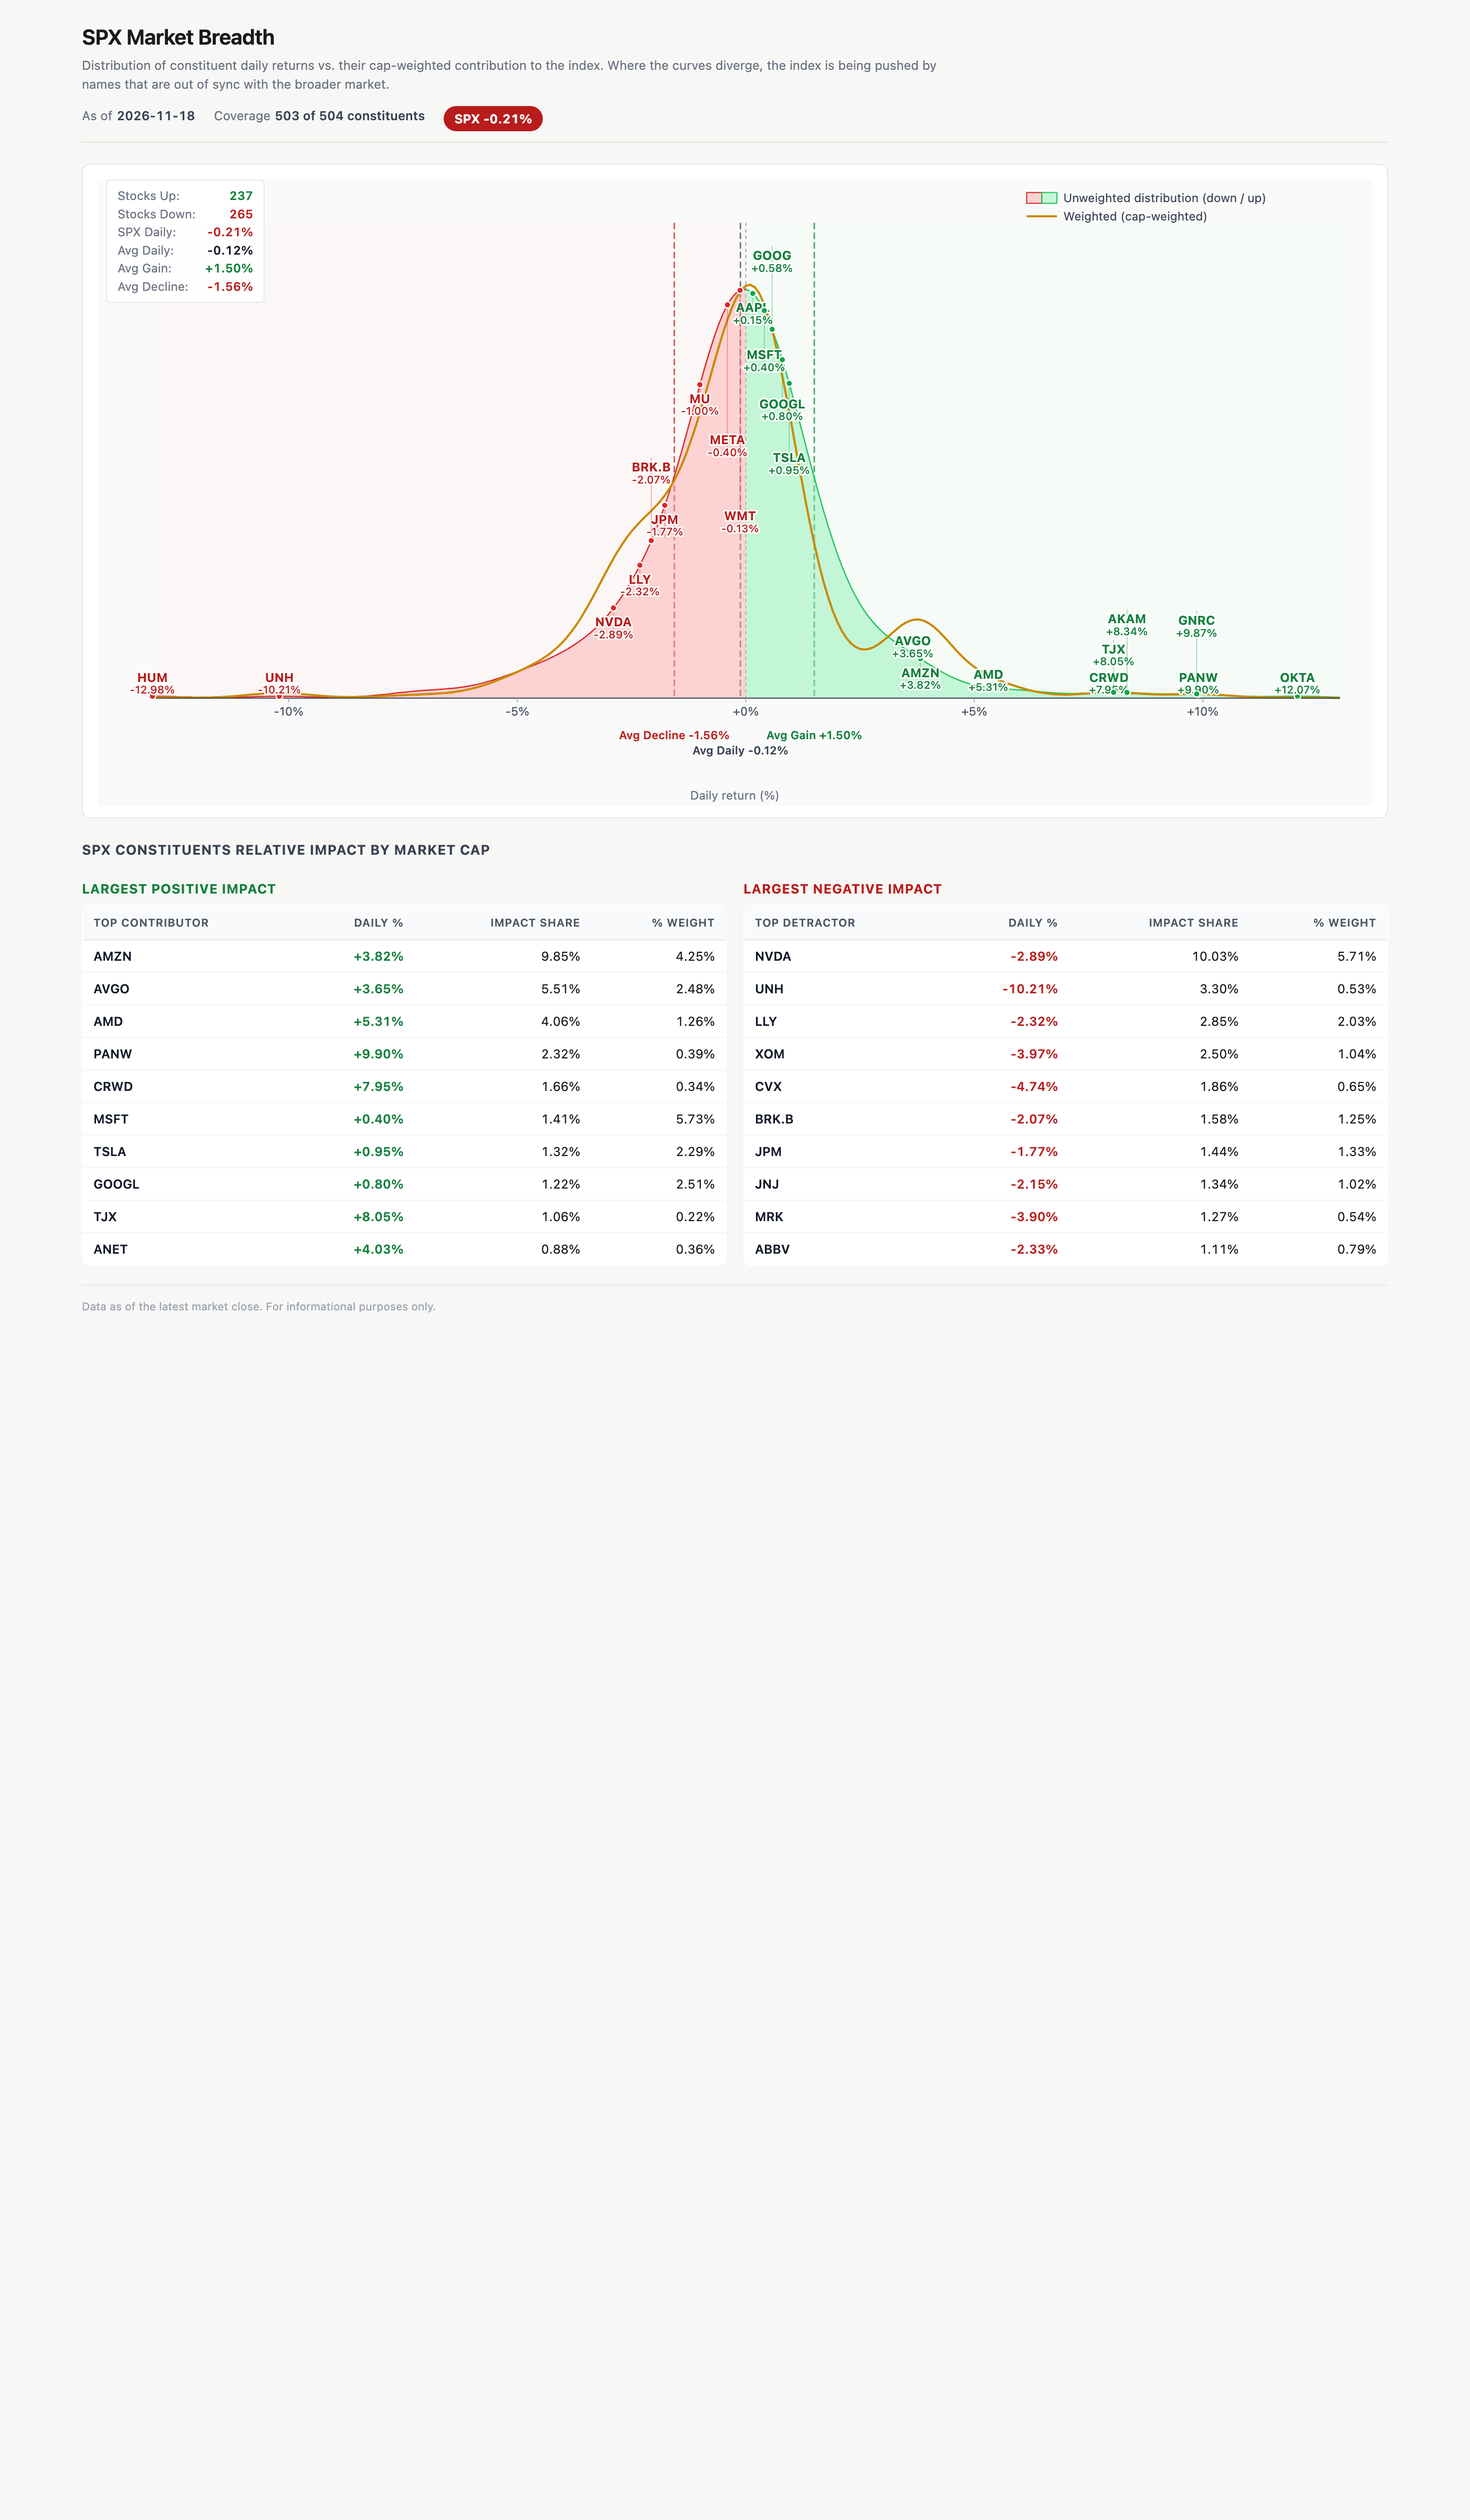 SPX Market Breadth
Distribution of constituent daily returns vs. their cap-weighted contribution to the index. Where the curves diverge, the index is being pushed by
names that are out of sync with the broader market.
As of 2026-11-18 Coverage 503 of 504 constituents SPX -0.21%
Stocks Up: 237
Stocks Down: 265
SPX Daily: -0.21%
Avg Daily: -0.12%
Avg Gain: +1.50%
Avg Decline: -1.56%
Unweighted distribution (down / up)
Weighted (cap-weighted)
GOOG
+0.58%
AAPL
+0.15%
MSFT
+0.40%
MU
-1.00%
GOOGL
+0.80%
META
-0.40%
TSLA
+0.95%
BRK.B
-2.07%
JPM
-1.77%
WMT
-0.13%
LLY
-2.32%
NVDA
-2.89%
AVGO
+3.65%
AMZN
+3.82%
AMD
+5.31%
AKAM
+8.34%
TJX
+8.05%
CRWD
+7.95%
GNRC
+9.87%
PANW
+9.90%
OKTA
+12.07%
HUM
-12.98%
UNH
-10.21%
-10% -5% +0% +5% +10%
Avg Decline -1.56% Avg Gain +1.50%
Avg Daily -0.12%
Daily return (%)
SPX CONSTITUENTS RELATIVE IMPACT BY MARKET CAP
LARGEST POSITIVE IMPACT
TOP CONTRIBUTOR DAILY % IMPACT SHARE % WEIGHT
AMZN +3.82% 9.85% 4.25%
AVGO +3.65% 5.51% 2.48%
AMD +5.31% 4.06% 1.26%
PANW +9.90% 2.32% 0.39%
CRWD +7.95% 1.66% 0.34%
MSFT +0.40% 1.41% 5.73%
TSLA +0.95% 1.32% 2.29%
GOOGL +0.80% 1.22% 2.51%
TJX +8.05% 1.06% 0.22%
ANET +4.03% 0.88% 0.36%
LARGEST NEGATIVE IMPACT
TOP DETRACTOR DAILY % IMPACT SHARE % WEIGHT
NVDA -2.89% 10.03% 5.71%
UNH -10.21% 3.30% 0.53%
LLY -2.32% 2.85% 2.03%
XOM -3.97% 2.50% 1.04%
CVX -4.74% 1.86% 0.65%
BRK.B -2.07% 1.58% 1.25%
JPM -1.77% 1.44% 1.33%
JNJ -2.15% 1.34% 1.02%
MRK -3.90% 1.27% 0.54%
ABBV -2.33% 1.11% 0.79%
Data as of the latest market close. For informational purposes only.